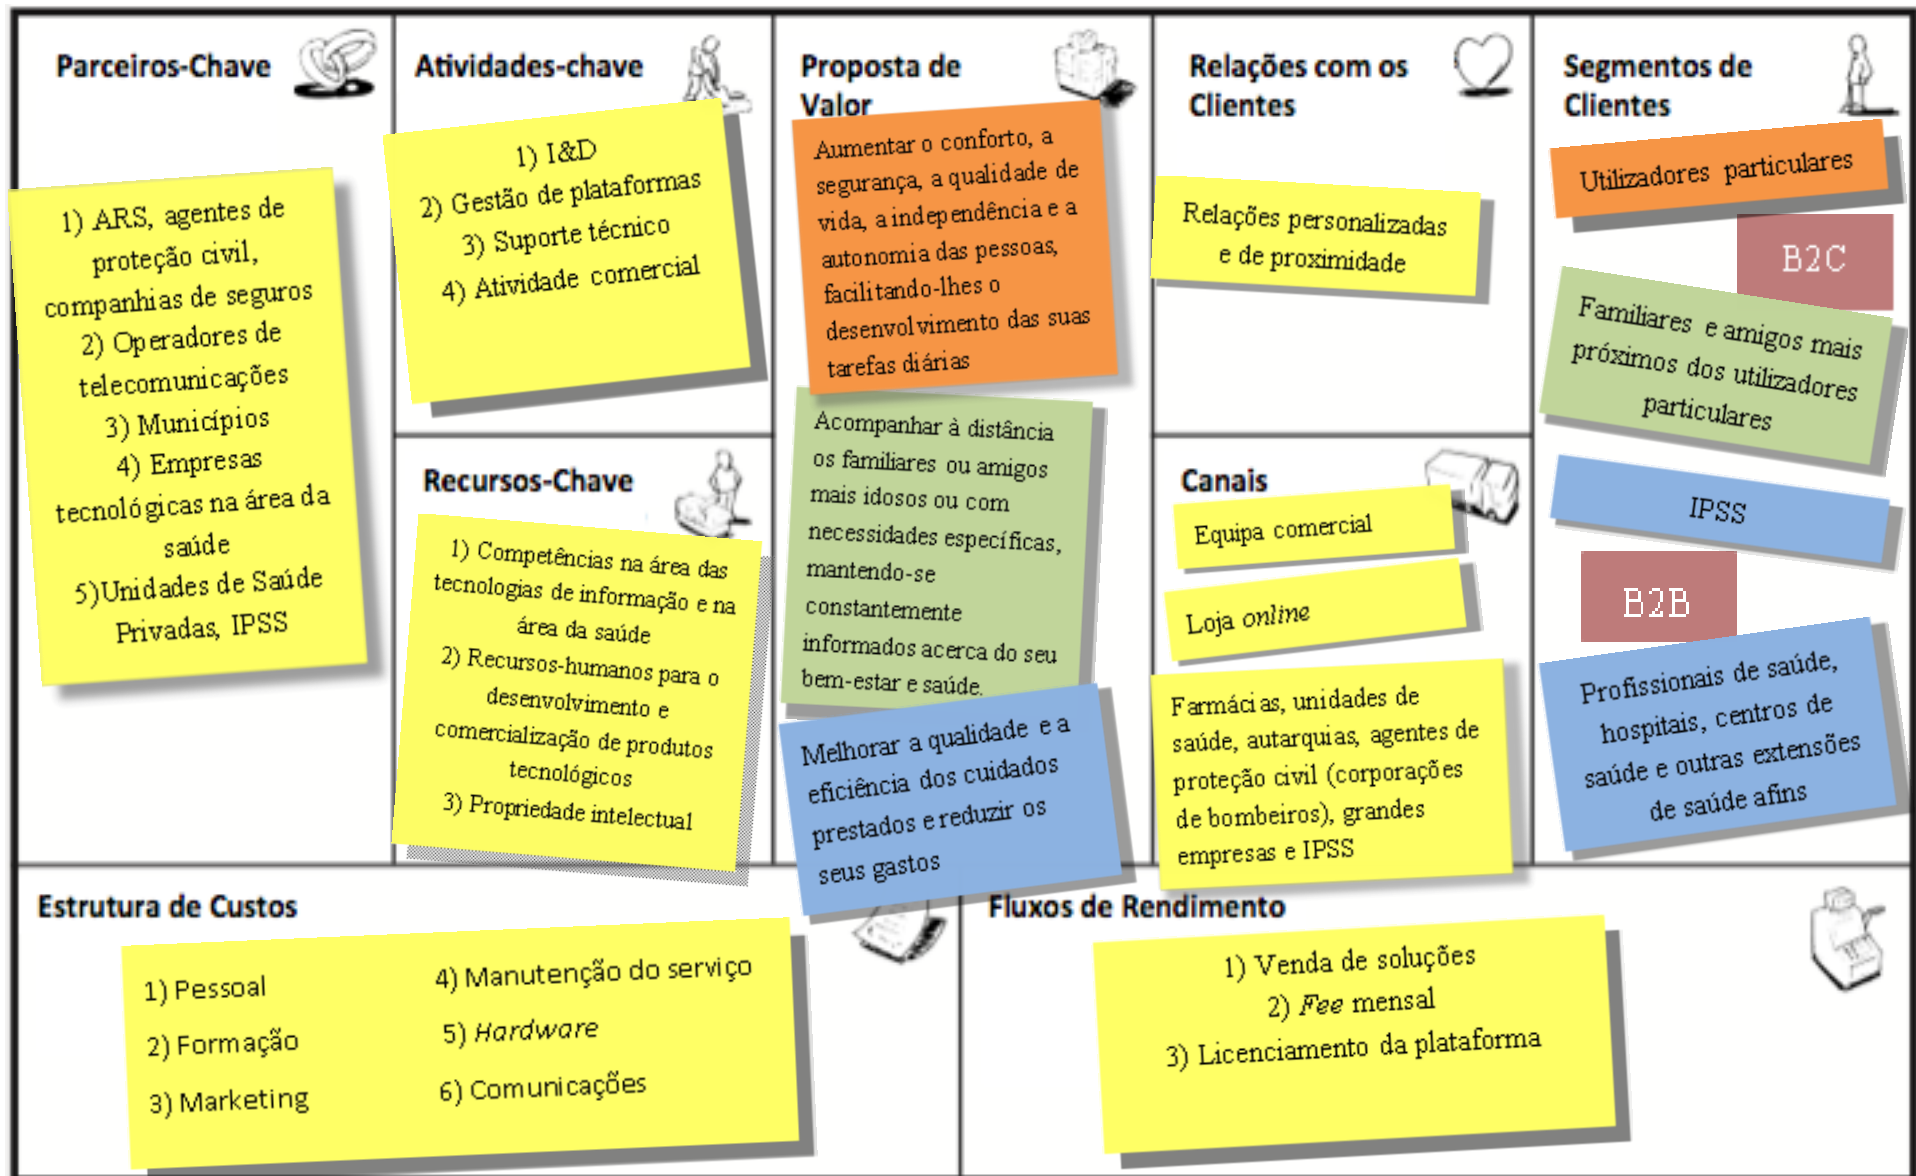 Parceiros-Chave
1) ARS, agentes de
proteção civil,
companhias de seguros
2) Operadores de
telecomunicações
3) Municípios
4) Empresas
tecnológicas na área da
saúde
5)Unidades de Saúde
Privadas, IPSS
Atividades-chave
1) I&D
2) Gestão de plataformas
3) Suporte técnico
4) Atividade comercial
Recursos-Chave
1) Competências na área das
tecnologias de informação e na
área da saúde
2) Recursos-humanos para o
desenvolvimento e
comercialização de produtos
tecnológicos
3) Propriedade intelectual
Proposta de
Valor
Aumentar o conforto, a
segurança, a qualidade de
vida, a independência e a
autonomia das pessoas,
facilitando-lhes o
desenvolvimento das suas
tarefas diárias
Acompanhar à distância
os familiares ou amigos
mais idosos ou com
necessidades específicas,
mantendo-se
constantemente
informados acerca do seu
bem-estar e saúde.
Melhorar a qualidade e a
eficiência dos cuidados
prestados e reduzir os
seus gastos
Relações com os
Clientes
Relações personalizadas
e de proximidade
Canais
Equipa comercial
Loja online
Farmácias, unidades de
saúde, autarquias, agentes de
proteção civil (corporações
de bombeiros), grandes
empresas e IPSS
Segmentos de
Clientes
Utilizadores particulares
B2C
Familiares e amigos mais
próximos dos utilizadores
particulares
IPSS
B2B
Profissionais de saúde,
hospitais, centros de
saúde e outras extensões
de saúde afins
Estrutura de Custos
1) Pessoal
2) Formação
3) Marketing
4) Manutenção do serviço
5) Hardware
6) Comunicações
Fluxos de Rendimento
1) Venda de soluções
2) Fee mensal
3) Licenciamento da plataforma